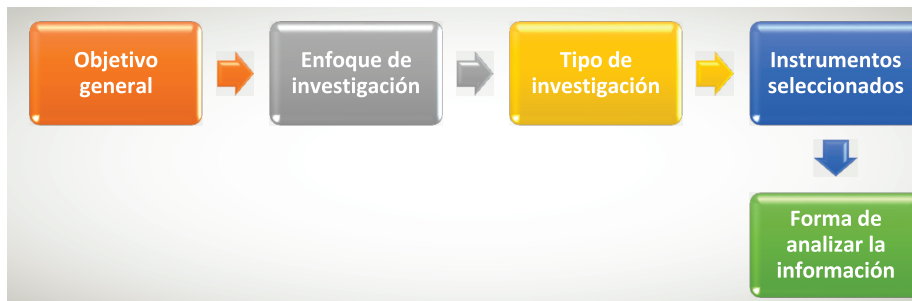 Objetivo
general
Enfoque de
investigación
Tipo de
investigación
Instrumentos
seleccionados
Forma de
analizar la
información